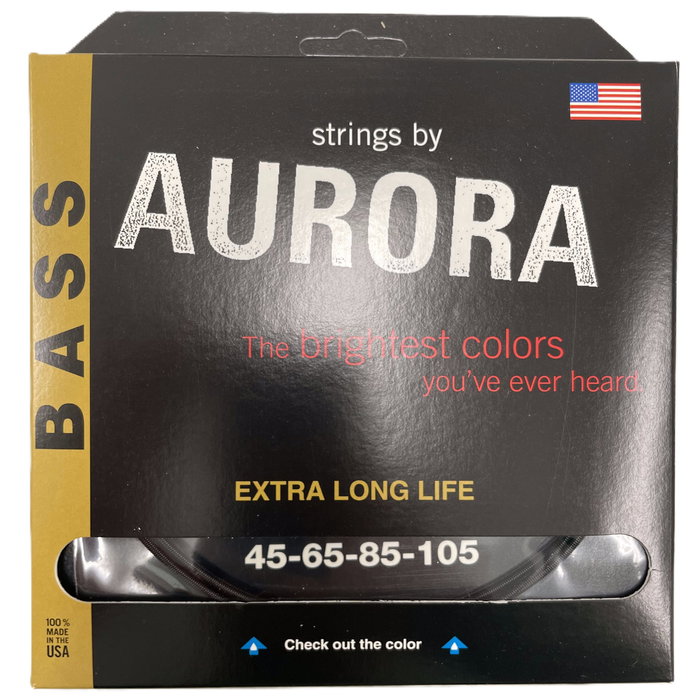 strings by
AURORA
BASS
The brightest colors
you've ever heard
EXTRA LONG LIFE
45-65-85-105
100%
MADE
IN THE
USA
Check out the color